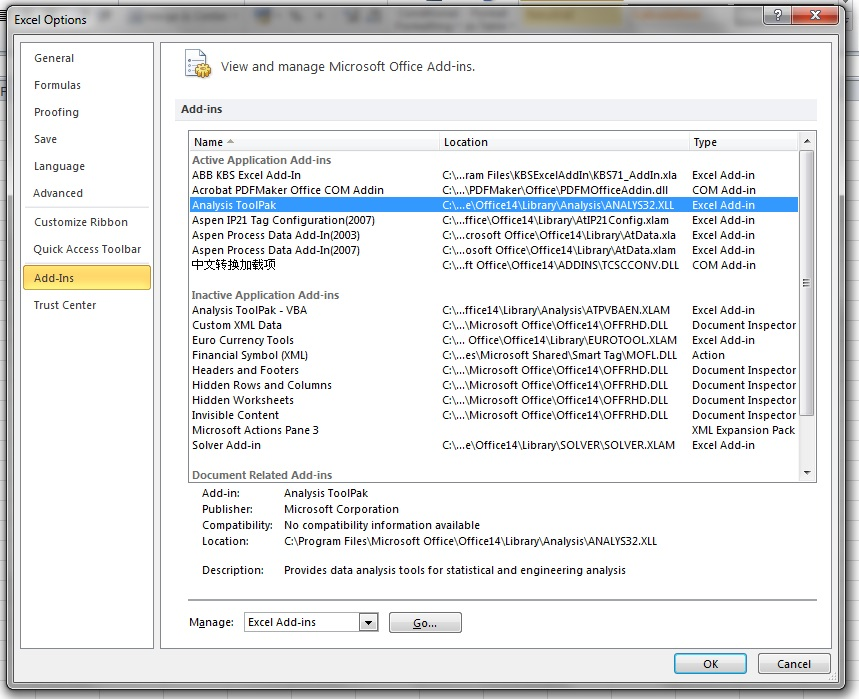 Excel Options
General
Formulas
Proofing
Save
Language
Advanced
Customize Ribbon
Quick Access Toolbar
Add-Ins
Trust Center
View and manage Microsoft Office Add-ins.
Add-ins
Name Location Type
Active Application Add-ins
ABB KBS Excel Add-In C:\...ram Files\KBSExcelAddIn\KBS71_AddIn.xla Excel Add-in
Acrobat PDFMaker Office COM Addin C:\...\PDFMaker\Office\PDFMOfficeAddin.dll COM Add-in
Analysis ToolPak C:\...e\Office14\Library\Analysis\ANALYS32.XLL Excel Add-in
Aspen IP21 Tag Configuration(2007) C:\...ffice\Office14\Library\AtIP21Config.xlam Excel Add-in
Aspen Process Data Add-In(2003) C:\...crosoft Office\Office14\Library\AtData.xla Excel Add-in
Aspen Process Data Add-In(2007) C:\...osoft Office\Office14\Library\AtData.xlam Excel Add-in
中文转换加载项 C:\...ft Office\Office14\ADDINS\TCSCCONV.DLL COM Add-in
Inactive Application Add-ins
Analysis ToolPak - VBA C:\...ffice14\Library\Analysis\ATPVBAEN.XLAM Excel Add-in
Custom XML Data C:\...\Microsoft Office\Office14\OFFRHD.DLL Document Inspector
Euro Currency Tools C:\... Office\Office14\Library\EUROTOOL.XLAM Excel Add-in
Financial Symbol (XML) C:\...es\Microsoft Shared\Smart Tag\MOFL.DLL Action
Headers and Footers C:\...\Microsoft Office\Office14\OFFRHD.DLL Document Inspector
Hidden Rows and Columns C:\...\Microsoft Office\Office14\OFFRHD.DLL Document Inspector
Hidden Worksheets C:\...\Microsoft Office\Office14\OFFRHD.DLL Document Inspector
Invisible Content C:\...\Microsoft Office\Office14\OFFRHD.DLL Document Inspector
Microsoft Actions Pane 3 XML Expansion Pack
Solver Add-in C:\...e\Office14\Library\SOLVER\SOLVER.XLAM Excel Add-in
Document Related Add-ins
Add-in: Analysis ToolPak
Publisher: Microsoft Corporation
Compatibility: No compatibility information available
Location: C:\Program Files\Microsoft Office\Office14\Library\Analysis\ANALYS32.XLL
Description: Provides data analysis tools for statistical and engineering analysis
Manage: Excel Add-ins Go...
OK Cancel